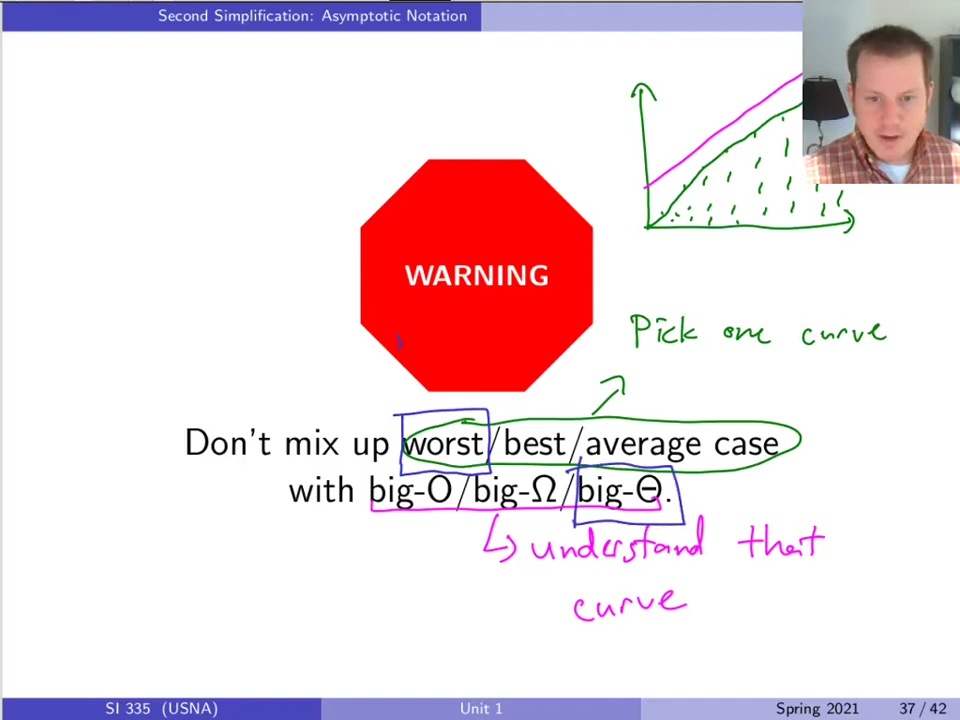 Second Simplification: Asymptotic Notation
WARNING
Pick one curve
Don't mix up worst/best/average case
with big-O/big-Ω/big-Θ.
understand that
curve
SI 335 (USNA)
Unit 1
Spring 2021
37 / 42